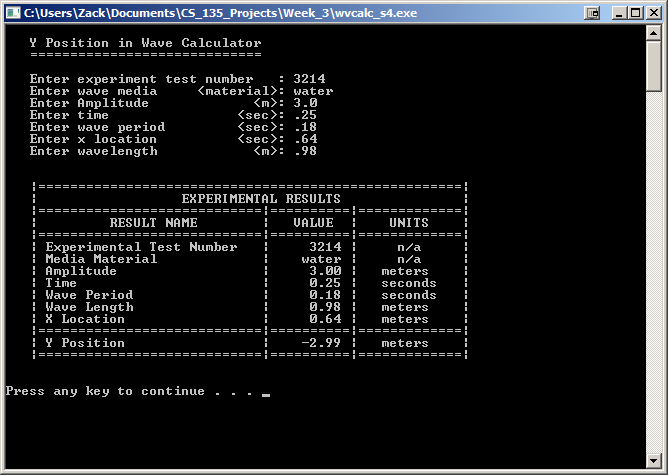 C:\Users\Zack\Documents\CS_135_Projects\Week_3\wvcalc_s4.exe
Y Position in Wave Calculator
=============================
Enter experiment test number   : 3214
Enter wave media     <material>: water
Enter Amplitude             <m>: 3.0
Enter time                <sec>: .25
Enter wave period         <sec>: .18
Enter x location          <sec>: .64
Enter wavelength            <m>: .98
¦=====================================================¦
¦                  EXPERIMENTAL RESULTS               ¦
¦============================¦==========¦=============¦
¦        RESULT NAME         ¦  VALUE   ¦    UNITS    ¦
¦============================¦==========¦=============¦
¦ Experimental Test Number   ¦    3214  ¦     n/a     ¦
¦ Media Material             ¦   water  ¦     n/a     ¦
¦ Amplitude                  ¦    3.00  ¦   meters    ¦
¦ Time                       ¦    0.25  ¦   seconds   ¦
¦ Wave Period                ¦    0.18  ¦   seconds   ¦
¦ Wave Length                ¦    0.98  ¦   meters    ¦
¦ X Location                 ¦    0.64  ¦   meters    ¦
¦============================¦==========¦=============¦
¦ Y Position                 ¦   -2.99  ¦   meters    ¦
¦============================¦==========¦=============¦
Press any key to continue . . . _